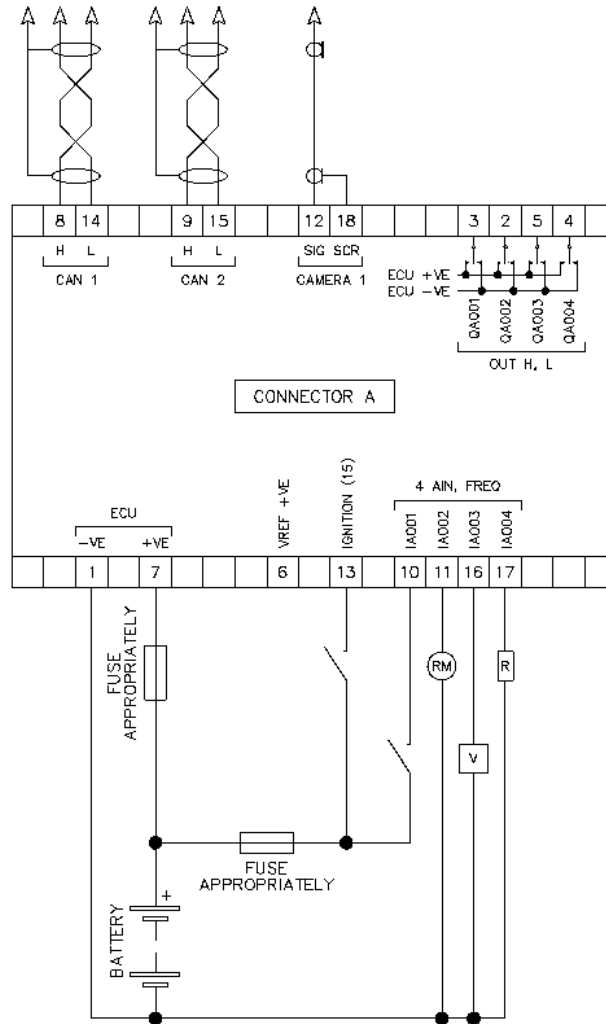 8 14 9 15 12 18 3 2 5 4
H L H L SIG SCR
CAN 1 CAN 2 CAMERA 1
ECU +VE
ECU -VE
QA001
QA002
QA003
QA004
OUT H, L
CONNECTOR A
ECU
-VE +VE
VREF +VE
IGNITION (15)
4 AIN, FREQ
IA001
IA002
IA003
IA004
1 7 6 13 10 11 16 17
FUSE
APPROPRIATELY
RM
R
V
FUSE
APPROPRIATELY
+
BATTERY